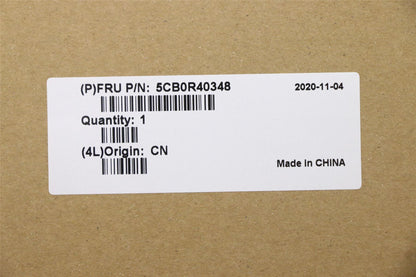 (P)FRU P/N: 5CB0R40348
2020-11-04
Quantity: 1
(4L)Origin: CN
Made In CHINA